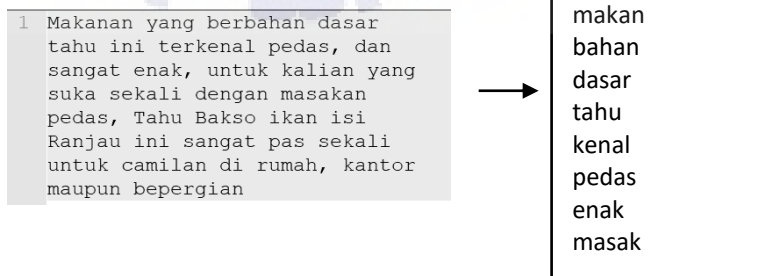 1 Makanan yang berbahan dasar
tahu ini terkenal pedas, dan
sangat enak, untuk kalian yang
suka sekali dengan masakan
pedas, Tahu Bakso ikan isi
Ranjau ini sangat pas sekali
untuk camilan di rumah, kantor
maupun bepergian
makan
bahan
dasar
tahu
kenal
pedas
enak
masak